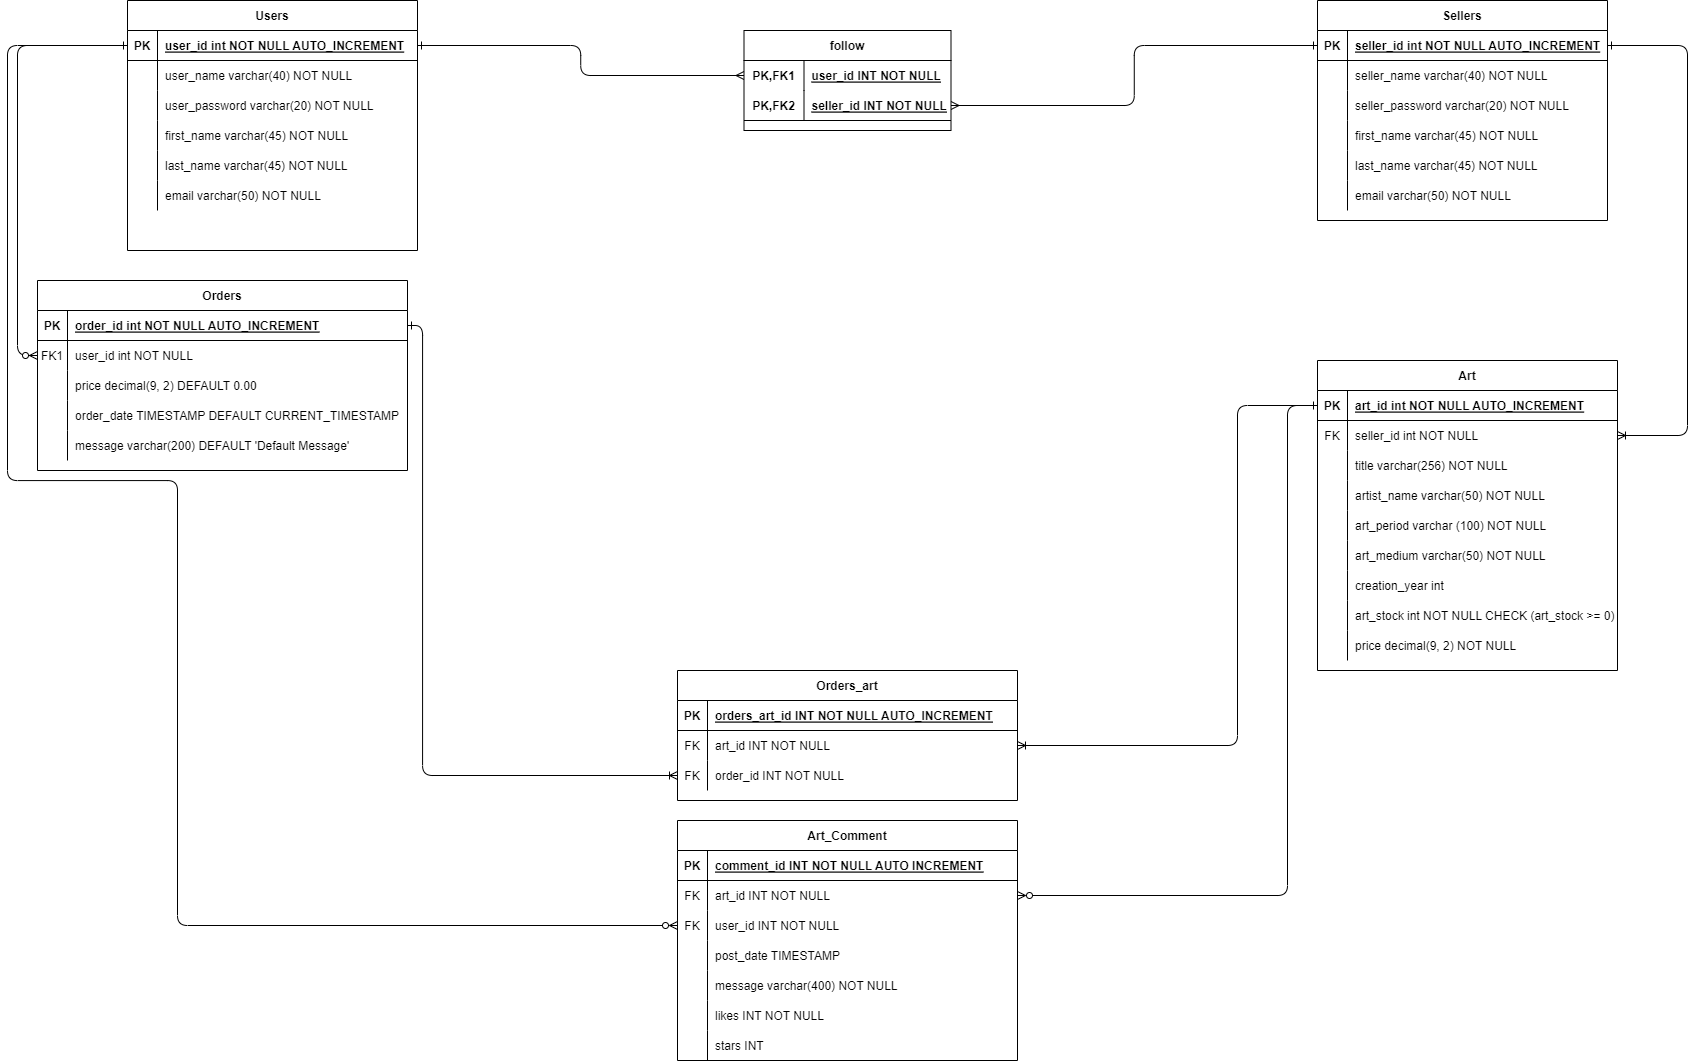 Users
PK user_id int NOT NULL AUTO_INCREMENT
user_name varchar(40) NOT NULL
user_password varchar(20) NOT NULL
first_name varchar(45) NOT NULL
last_name varchar(45) NOT NULL
email varchar(50) NOT NULL
follow
PK,FK1 user_id INT NOT NULL
PK,FK2 seller_id INT NOT NULL
Sellers
PK seller_id int NOT NULL AUTO_INCREMENT
seller_name varchar(40) NOT NULL
seller_password varchar(20) NOT NULL
first_name varchar(45) NOT NULL
last_name varchar(45) NOT NULL
email varchar(50) NOT NULL
Orders
PK order_id int NOT NULL AUTO_INCREMENT
FK1 user_id int NOT NULL
price decimal(9, 2) DEFAULT 0.00
order_date TIMESTAMP DEFAULT CURRENT_TIMESTAMP
message varchar(200) DEFAULT 'Default Message'
Art
PK art_id int NOT NULL AUTO_INCREMENT
FK seller_id int NOT NULL
title varchar(256) NOT NULL
artist_name varchar(50) NOT NULL
art_period varchar (100) NOT NULL
art_medium varchar(50) NOT NULL
creation_year int
art_stock int NOT NULL CHECK (art_stock >= 0)
price decimal(9, 2) NOT NULL
Orders_art
PK orders_art_id INT NOT NULL AUTO_INCREMENT
FK art_id INT NOT NULL
FK order_id INT NOT NULL
Art_Comment
PK comment_id INT NOT NULL AUTO INCREMENT
FK art_id INT NOT NULL
FK user_id INT NOT NULL
post_date TIMESTAMP
message varchar(400) NOT NULL
likes INT NOT NULL
stars INT